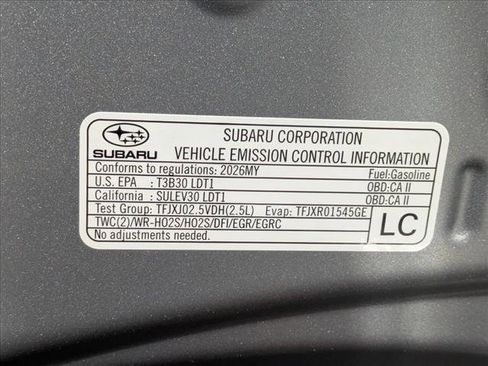 SUBARU
SUBARU CORPORATION
VEHICLE EMISSION CONTROL INFORMATION
Conforms to regulations: 2026MY Fuel:Gasoline
U.S. EPA : T3B30 LDT1 OBD:CA II
California : SULEV30 LDT1 OBD:CA II
Test Group: TFJXJ02.5VDH(2.5L) Evap: TFJXR01545GE
TWC(2)/WR-HO2S/HO2S/DFI/EGR/EGRC
No adjustments needed.
LC